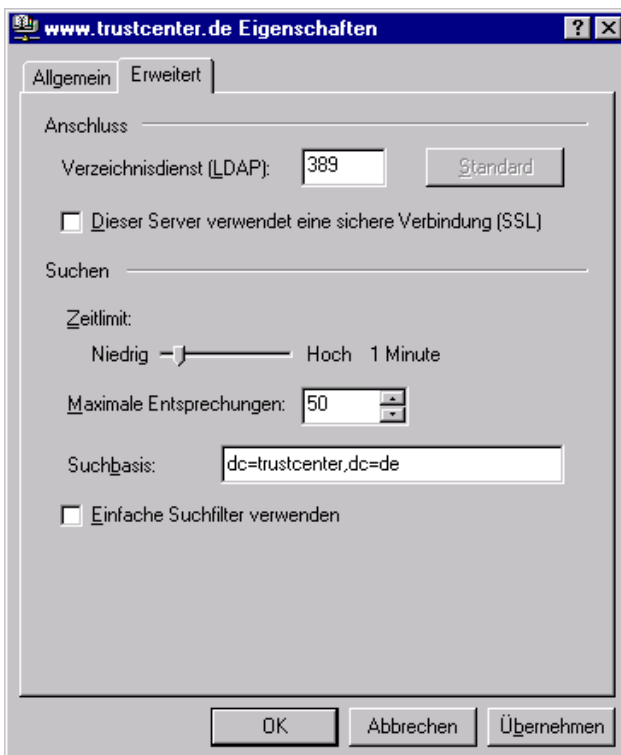 www.trustcenter.de Eigenschaften
Allgemein Erweitert
Anschluss
Verzeichnisdienst (LDAP): 389 Standard
Dieser Server verwendet eine sichere Verbindung (SSL)
Suchen
Zeitlimit:
Niedrig Hoch 1 Minute
Maximale Entsprechungen: 50
Suchbasis: dc=trustcenter,dc=de
Einfache Suchfilter verwenden
OK Abbrechen Übernehmen